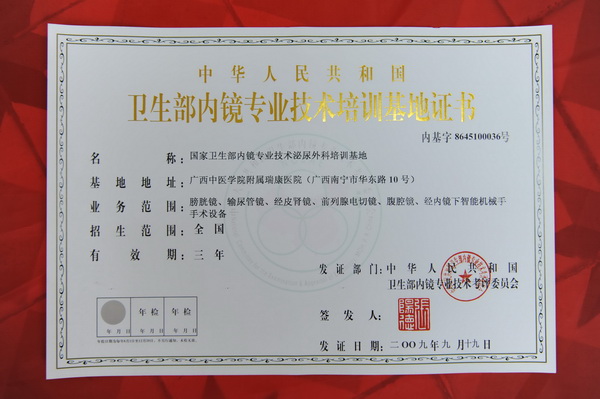 中华人民共和国
卫生部内镜专业技术培训基地证书
内基字 8645100036号
名称：国家卫生部内镜专业技术泌尿外科培训基地
基地地址：广西中医学院附属瑞康医院（广西南宁市华东路10号）
业务范围：膀胱镜、输尿管镜、经皮肾镜、前列腺电切镜、腹腔镜、经内镜下智能机械手
手术设备
招生范围：全国
有效期：三年
发证部门：中华人民共和国
卫生部内镜专业技术考评委员会
签发人：
发证日期：二〇〇九年九月十九日
年检 年检
年月日 年月日 年月日